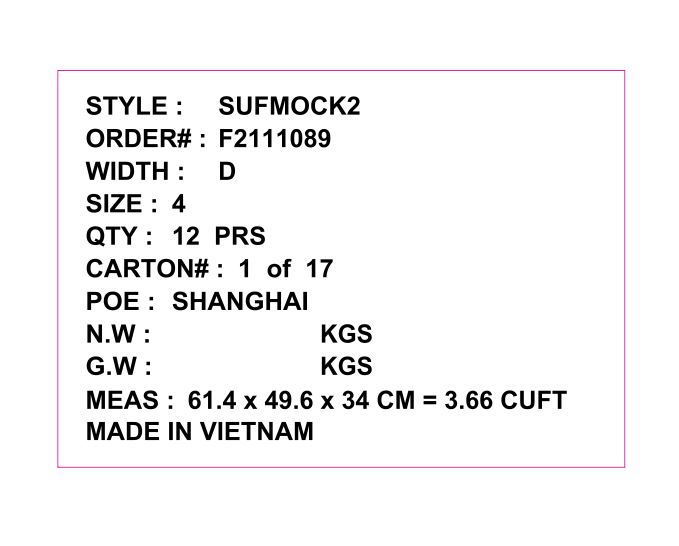 STYLE : SUFMOCK2
ORDER# : F2111089
WIDTH : D
SIZE : 4
QTY : 12 PRS
CARTON# : 1 of 17
POE : SHANGHAI
N.W : KGS
G.W : KGS
MEAS : 61.4 x 49.6 x 34 CM = 3.66 CUFT
MADE IN VIETNAM